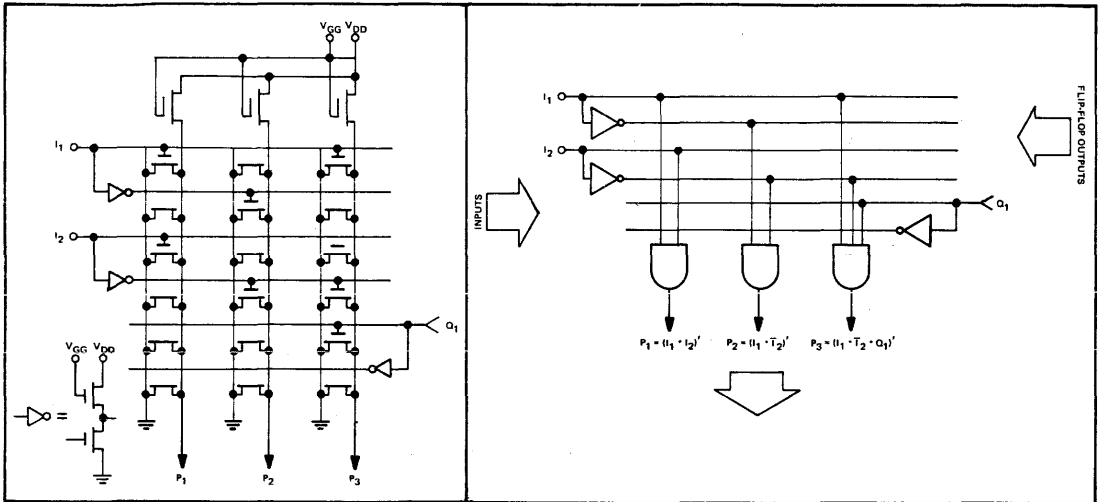 V_GG V_DD
I_1
I_2
Q_1
V_GG V_DD
=
P_1 P_2 P_3
INPUTS
I_1
I_2
Q_1
FLIP-FLOP OUTPUTS
P_1 = (I_1 + I_2)' P_2 = (I_1 + Ī_2)' P_3 = (I_1 + Ī_2 + Q_1)'